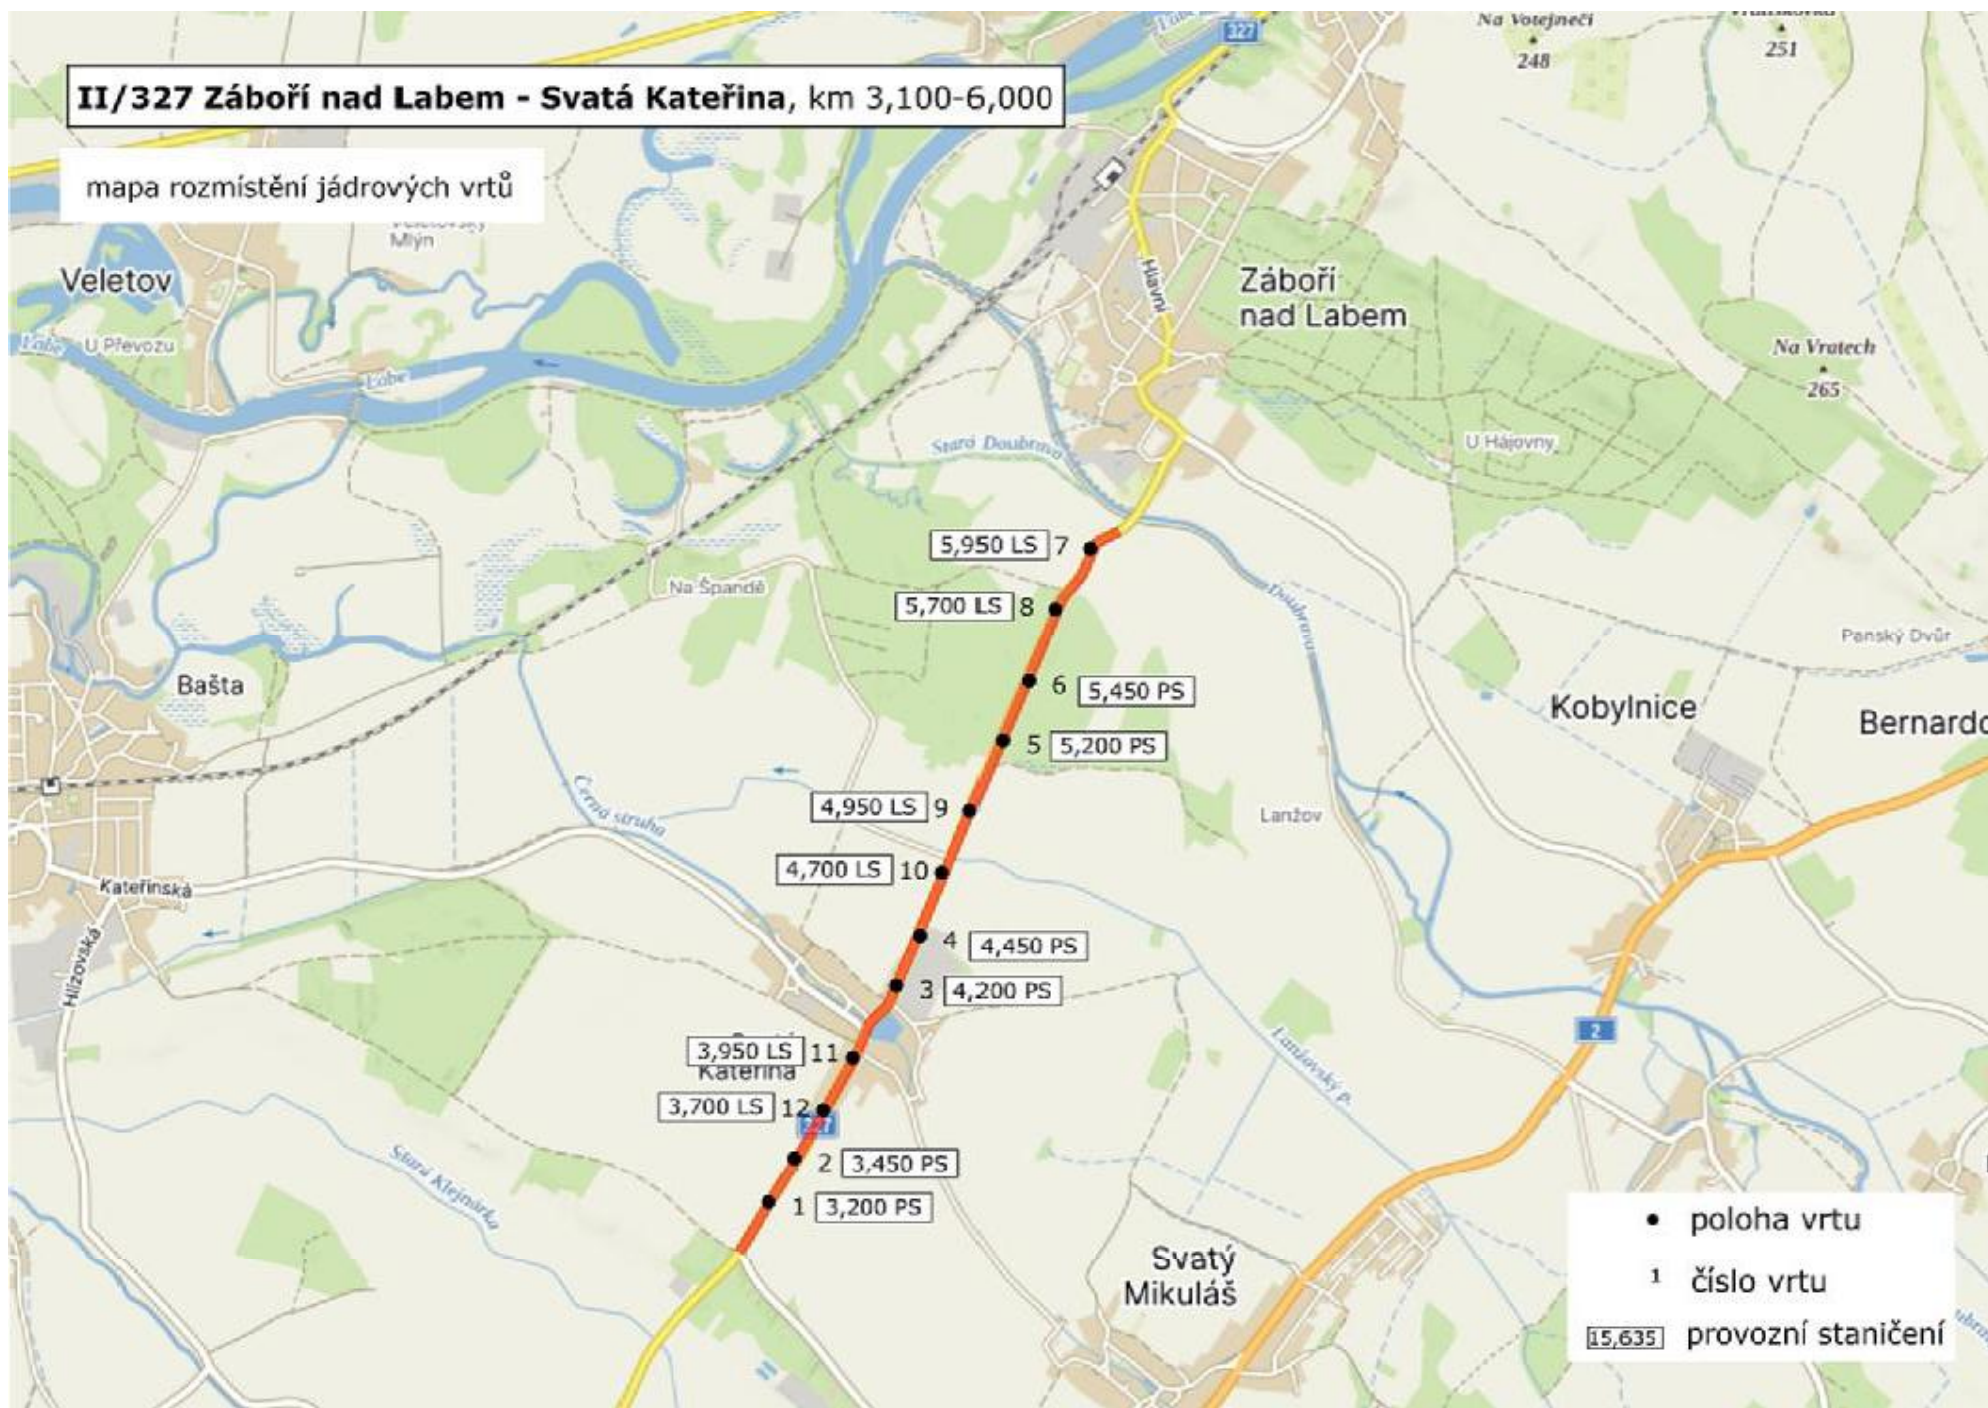 Labe
327
Na Votejnečí
248
251
II/327 Záboří nad Labem - Svatá Kateřina, km 3,100-6,000
mapa rozmístění jádrových vrtů
Mlýn
Veletov
Hlavní
Záboří
nad Labem
Labe
U Převozu
Labe
Na Vratech
265
Stará Doubrava
U Hájovny
5,950 LS 7
Na Špandě
5,700 LS 8
Doubrava
Panský Dvůr
Bašta
6 5,450 PS
Kobylnice
Bernardo
5 5,200 PS
Černá struha
4,950 LS 9
Lanžov
4,700 LS 10
Kateřinská
Hlízovská
4 4,450 PS
3 4,200 PS
2
3,950 LS 11
Kateřina
Lanžovský p.
3,700 LS 12
327
Stará Klejnárka
2 3,450 PS
1 3,200 PS
Svatý
Mikuláš
poloha vrtu
1 číslo vrtu
15,635 provozní staničení